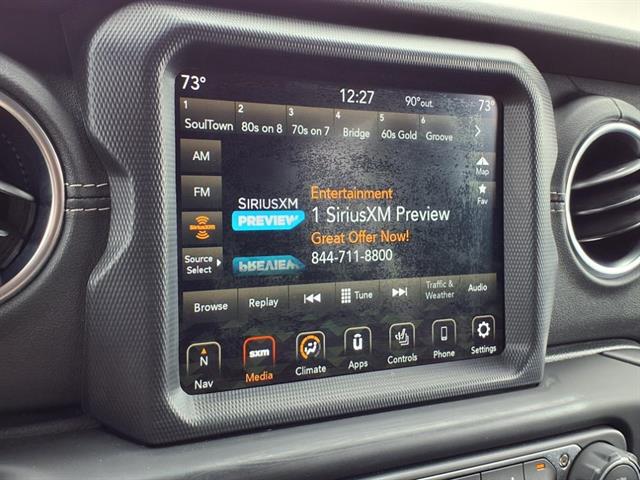 73°
12:27
90°out.
73°
1 2 3 4 5 6
SoulTown 80s on 8 70s on 7 Bridge 60s Gold Groove
AM
Map
FM
Fav
SiriusXM
SIRIUSXM
PREVIEW
Entertainment
1 SiriusXM Preview
Great Offer Now!
844-711-8800
Source
Select
Browse Replay Tune Traffic &
Weather Audio
N
sxm
Nav Media Climate Apps Controls Phone Settings